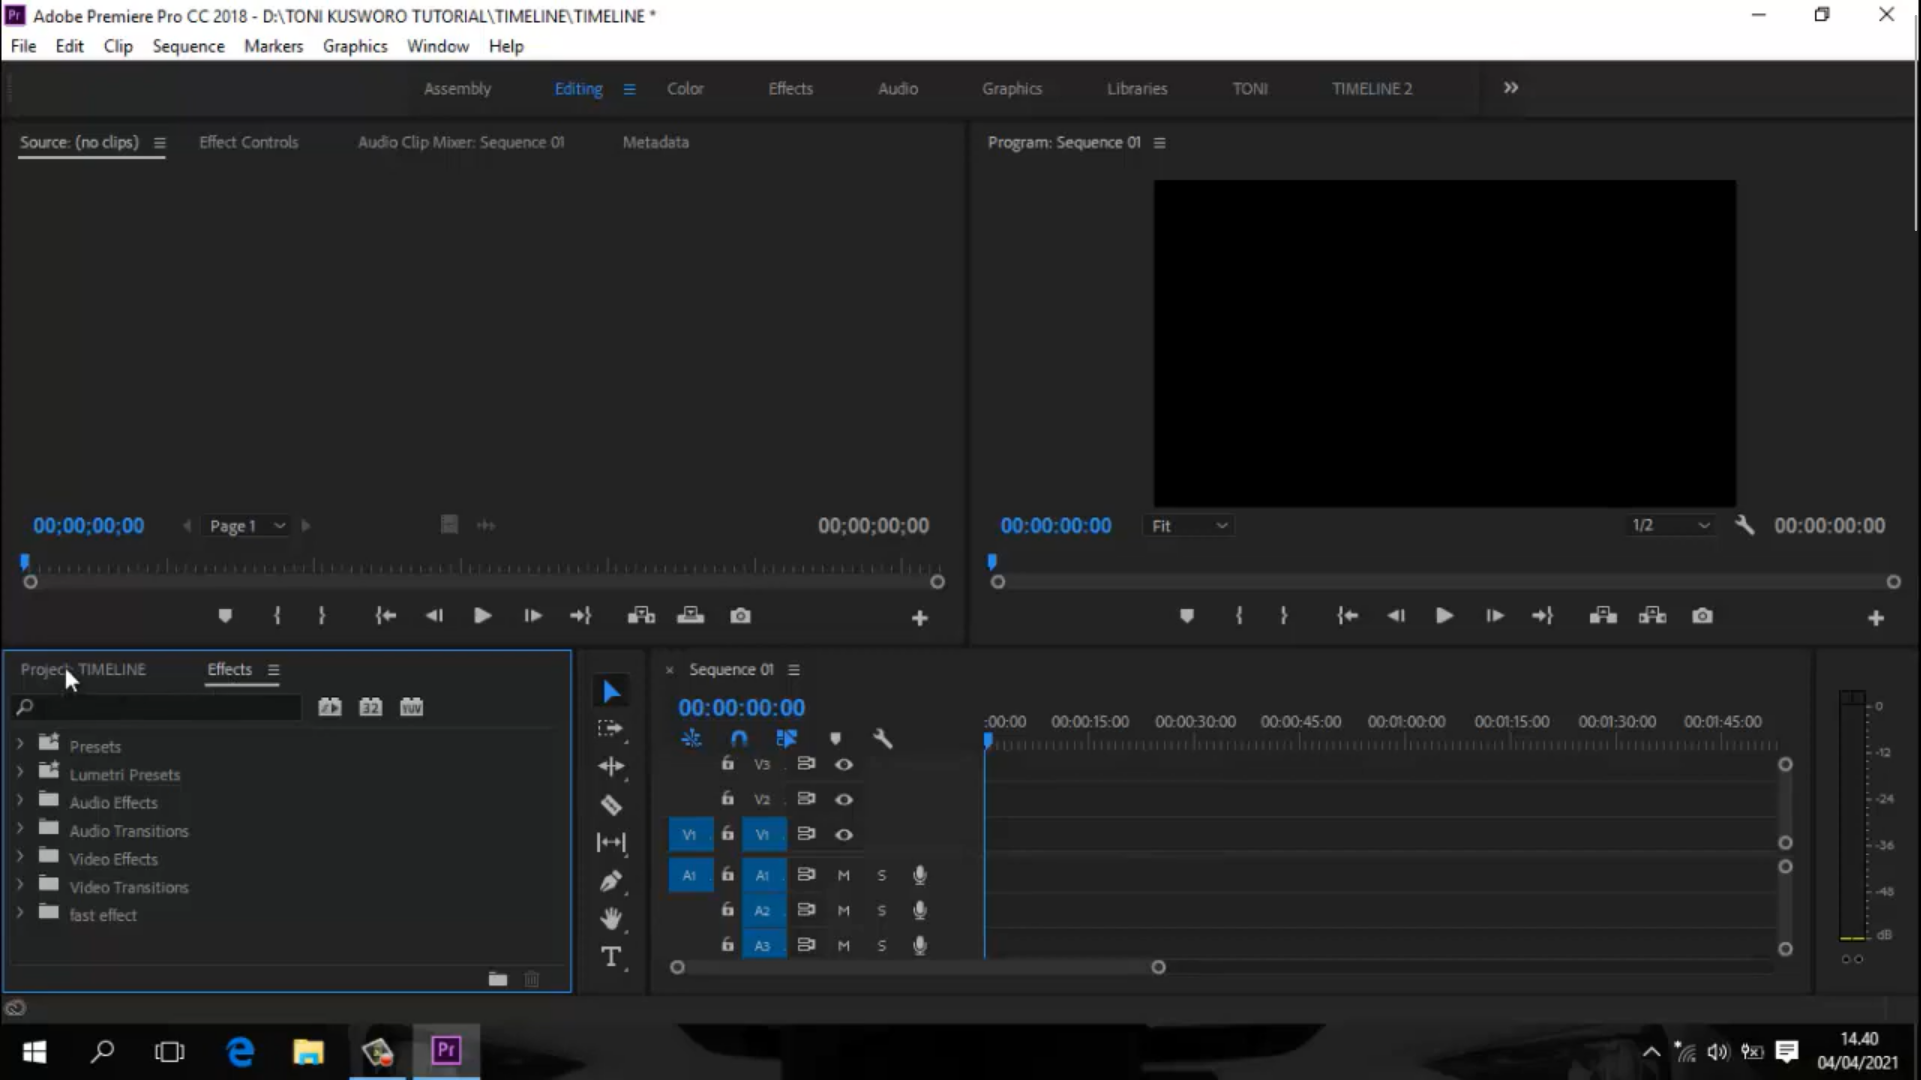 Adobe Premiere Pro CC 2018 - D:\TONI KUSWORO TUTORIAL\TIMELINE\TIMELINE *
File Edit Clip Sequence Markers Graphics Window Help
Assembly Editing Color Effects Audio Graphics Libraries TONI TIMELINE 2
Source: (no clips) Effect Controls Audio Clip Mixer: Sequence 01 Metadata
Program: Sequence 01
00;00;00;00 Page 1 00;00;00;00
00:00:00:00 Fit 1/2 00:00:00:00
Project: TIMELINE Effects
32 YUV
Presets
Lumetri Presets
Audio Effects
Audio Transitions
Video Effects
Video Transitions
fast effect
T
Sequence 01
00:00:00:00
:00:00 00:00:15:00 00:00:30:00 00:00:45:00 00:01:00:00 00:01:15:00 00:01:30:00 00:01:45:00
V3
V2
V1 V1
A1 A1 M S
A2 M S
A3 M S
0
-12
-24
-36
-48
dB
Pr
14.40
04/04/2021